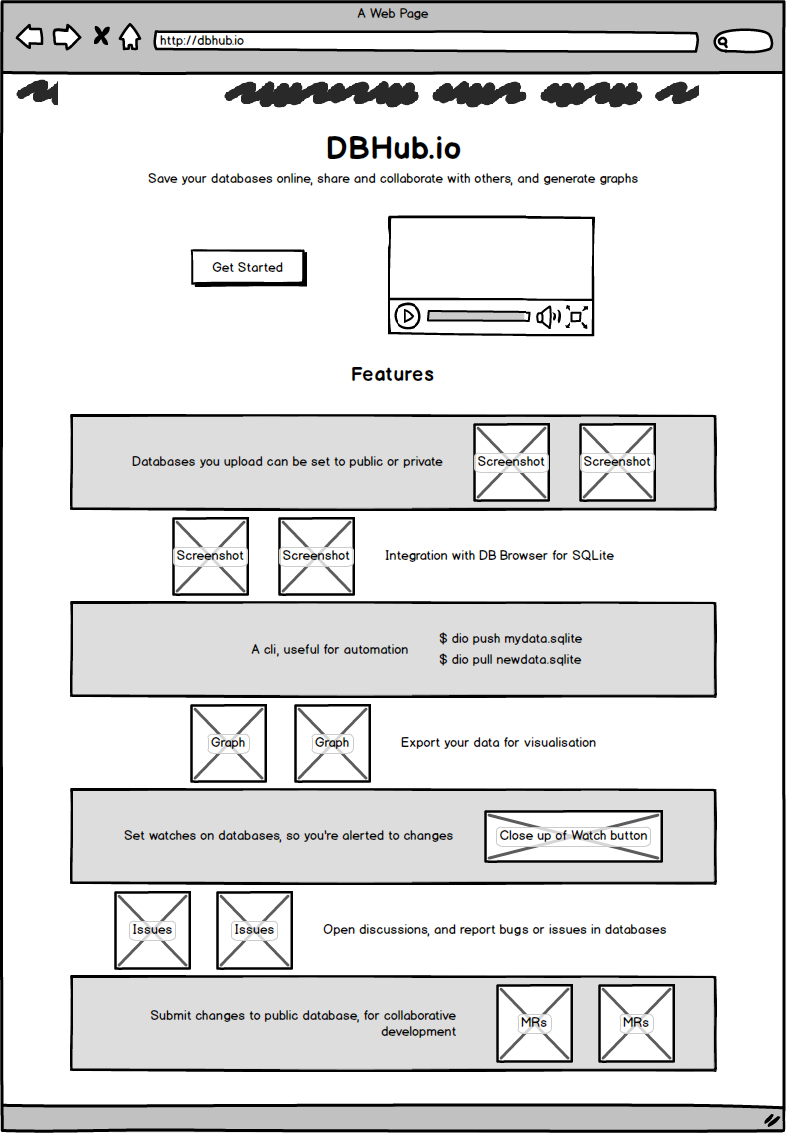 A Web Page
http://dbhub.io
DBHub.io
Save your databases online, share and collaborate with others, and generate graphs
Get Started
Features
Databases you upload can be set to public or private
Screenshot
Screenshot
Screenshot
Screenshot
Integration with DB Browser for SQLite
A cli, useful for automation
$ dio push mydata.sqlite
$ dio pull newdata.sqlite
Graph
Graph
Export your data for visualisation
Set watches on databases, so you're alerted to changes
Close up of Watch button
Issues
Issues
Open discussions, and report bugs or issues in databases
Submit changes to public database, for collaborative
development
MRs
MRs